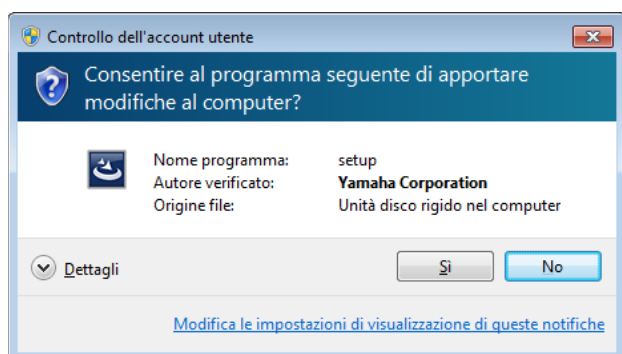 Controllo dell'account utente
Consentire al programma seguente di apportare
modifiche al computer?
Nome programma: setup
Autore verificato: Yamaha Corporation
Origine file: Unità disco rigido nel computer
Dettagli Sì No
Modifica le impostazioni di visualizzazione di queste notifiche